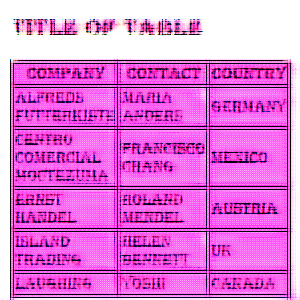 TITLE OF TABLE
COMPANY CONTACT COUNTRY
ALFREDS
FUTTERKISTE
MARIA
ANDERS
GERMANY
CENTRO
COMERCIAL
MOCTEZUMA
FRANCISCO
CHANG
MEXICO
ERNST
HANDEL
ROLAND
MENDEL
AUSTRIA
ISLAND
TRADING
HELEN
BENNETT
UK
LAUGHING YOSHI CANADA